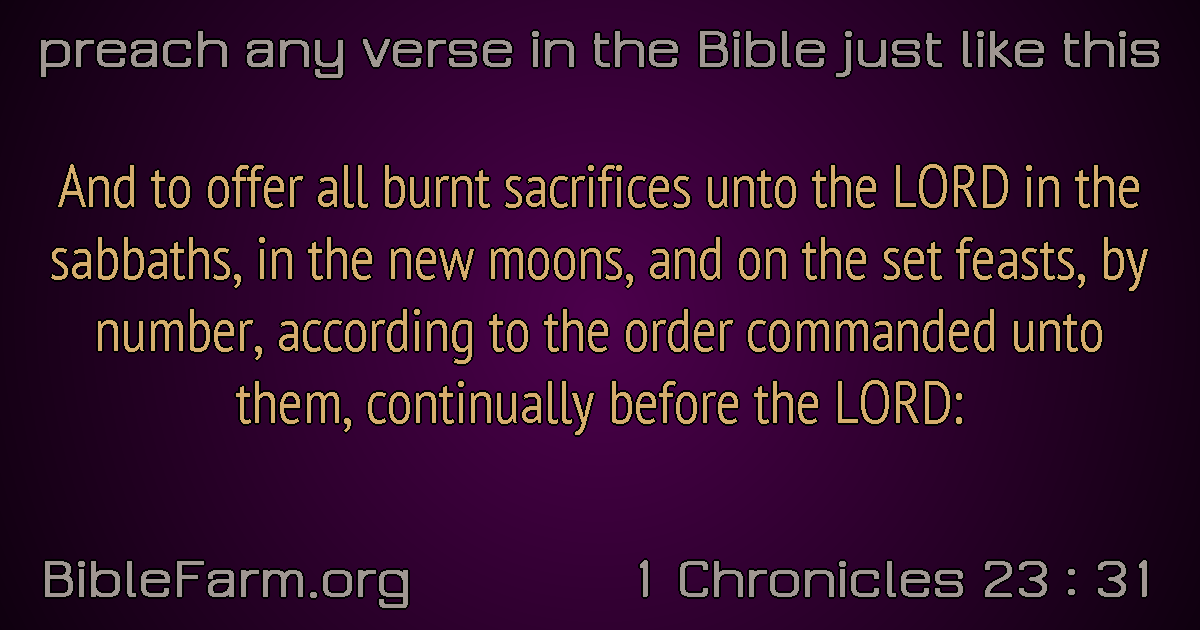 preach any verse in the Bible just like this
And to offer all burnt sacrifices unto the LORD in the
sabbaths, in the new moons, and on the set feasts, by
number, according to the order commanded unto
them, continually before the LORD:
BibleFarm.org
1 Chronicles 23 : 31